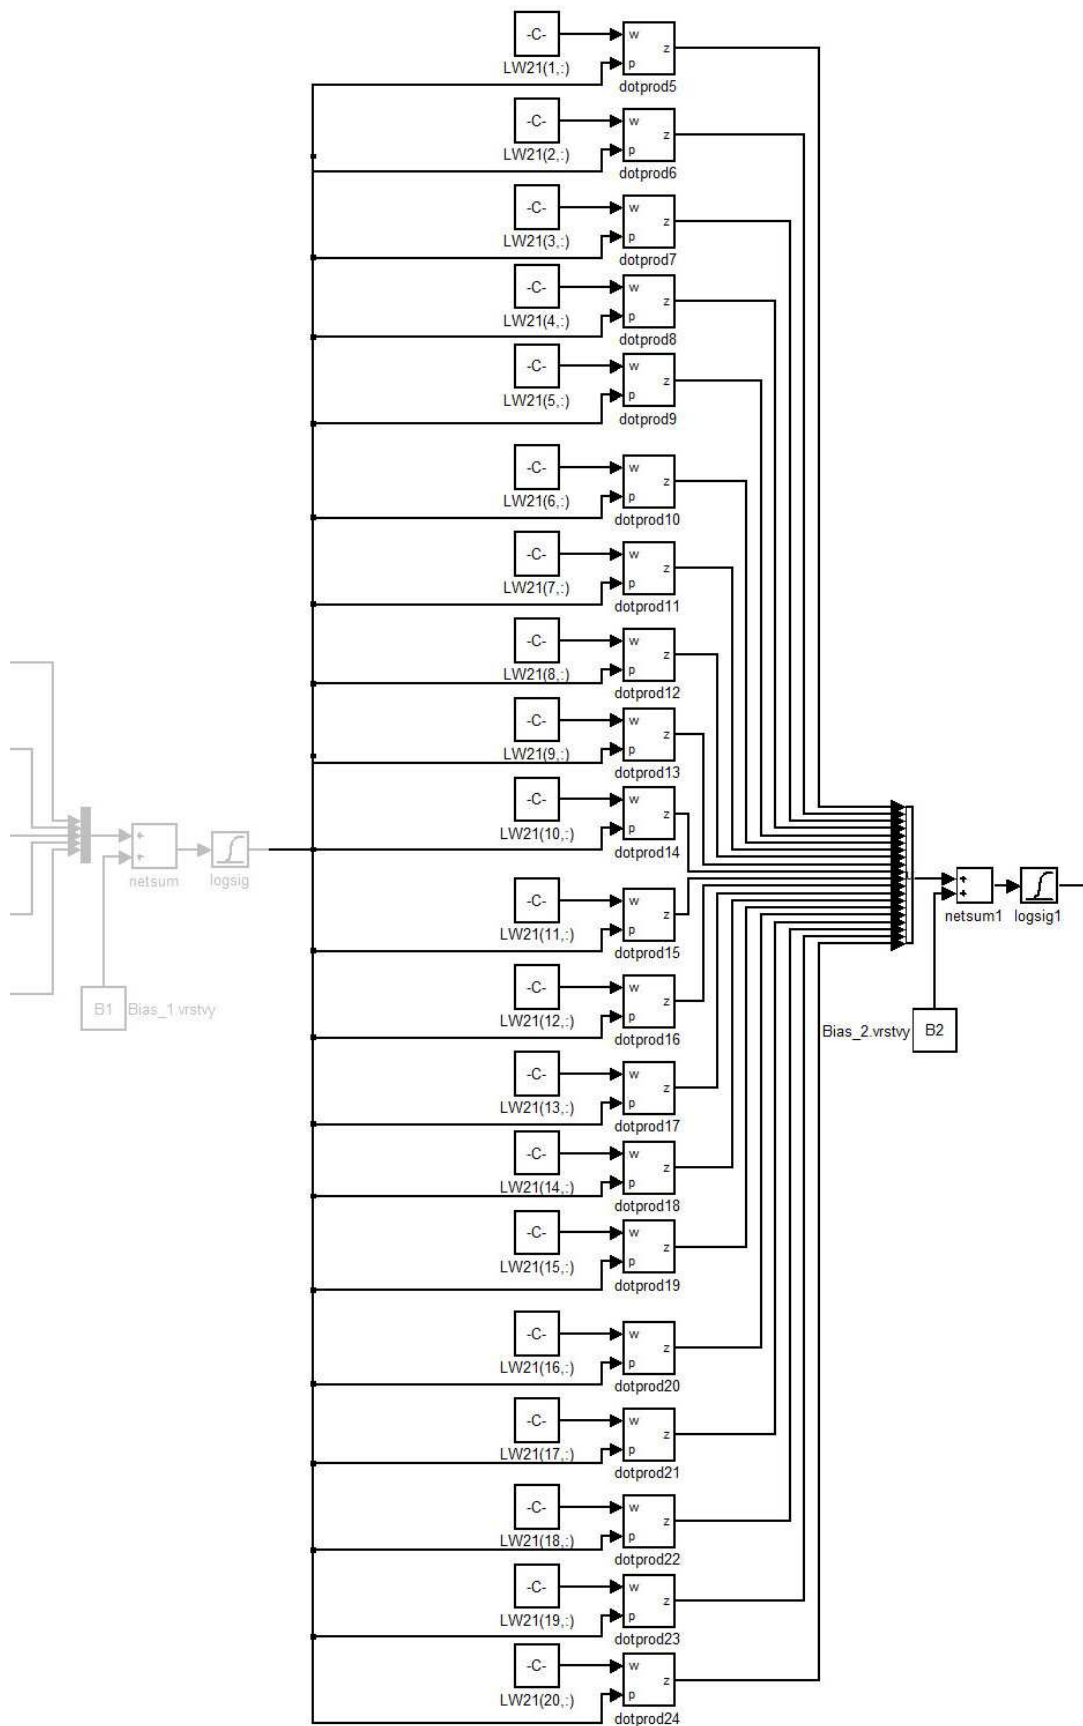 -C-
w
z
p
LW21(1,:)
dotprod5
-C-
w
z
p
LW21(2,:)
dotprod6
-C-
w
z
p
LW21(3,:)
dotprod7
-C-
w
z
p
LW21(4,:)
dotprod8
-C-
w
z
p
LW21(5,:)
dotprod9
-C-
w
z
p
LW21(6,:)
dotprod10
-C-
w
z
p
LW21(7,:)
dotprod11
-C-
w
z
p
LW21(8,:)
dotprod12
-C-
w
z
p
LW21(9,:)
dotprod13
-C-
w
z
p
LW21(10,:)
dotprod14
+
+
netsum
logsig
+
+
netsum1
logsig1
-C-
w
z
p
LW21(11,:)
dotprod15
B1
Bias_1.vrstvy
-C-
w
z
p
LW21(12,:)
dotprod16
Bias_2.vrstvy
B2
-C-
w
z
p
LW21(13,:)
dotprod17
-C-
w
z
p
LW21(14,:)
dotprod18
-C-
w
z
p
LW21(15,:)
dotprod19
-C-
w
z
p
LW21(16,:)
dotprod20
-C-
w
z
p
LW21(17,:)
dotprod21
-C-
w
z
p
LW21(18,:)
dotprod22
-C-
w
z
p
LW21(19,:)
dotprod23
-C-
w
z
p
LW21(20,:)
dotprod24